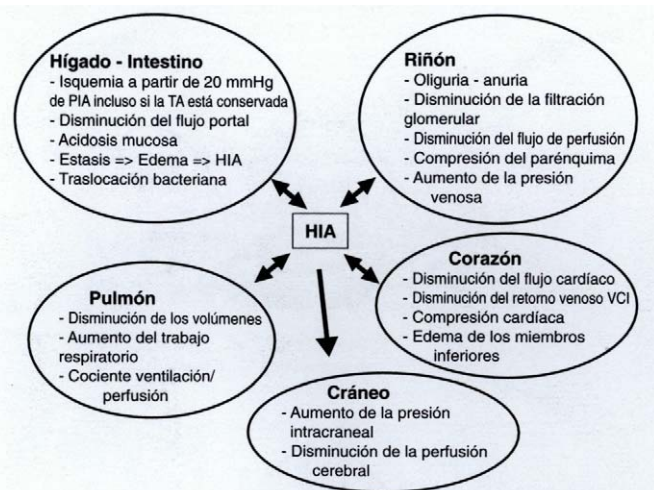 Hígado - Intestino
- Isquemia a partir de 20 mmHg
de PIA incluso si la TA está conservada
- Disminución del flujo portal
- Acidosis mucosa
- Estasis => Edema => HIA
- Traslocación bacteriana
Riñón
- Oliguria - anuria
- Disminución de la filtración
glomerular
- Disminución del flujo de perfusión
- Compresión del parénquima
- Aumento de la presión
venosa
HIA
Pulmón
- Disminución de los volúmenes
- Aumento del trabajo
respiratorio
- Cociente ventilación/
perfusión
Corazón
- Disminución del flujo cardíaco
- Disminución del retorno venoso VCI
- Compresión cardíaca
- Edema de los miembros
inferiores
Cráneo
- Aumento de la presión
intracraneal
- Disminución de la perfusión
cerebral